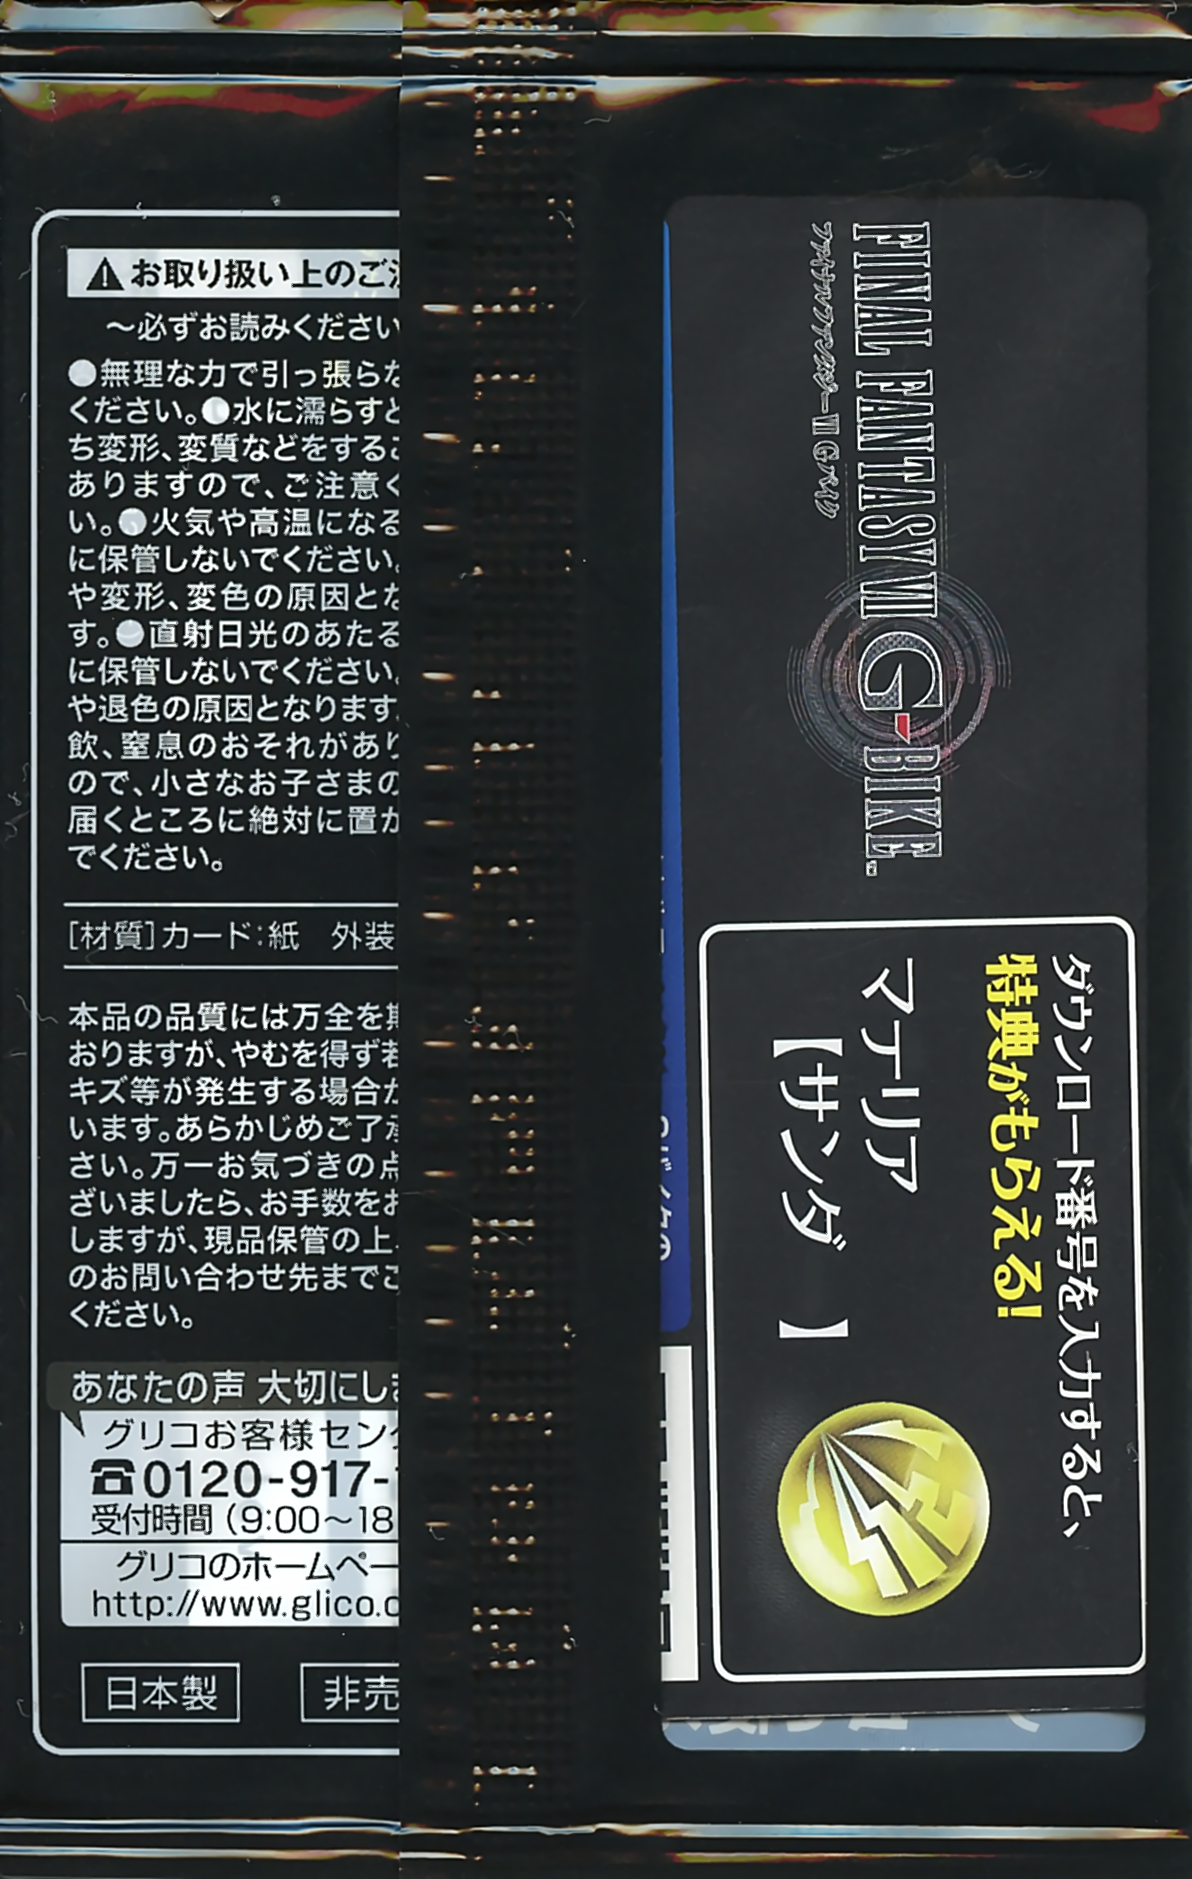 お取り扱い上のご
～必ずお読みください
●無理な力で引っ張らな
ください。●水に濡らすと
ち変形、変質などをするこ
ありますので、ご注意く
い。●火気や高温になる
に保管しないでください。
や変形、変色の原因とな
す。●直射日光のあたる
に保管しないでください。
や退色の原因となります。
飲、窒息のおそれがあり
ので、小さなお子さまの
届くところに絶対に置か
でください。
[材質]カード:紙 外装
本品の品質には万全を期
おりますが、やむを得ず若
キズ等が発生する場合が
います。あらかじめご了承
さい。万一お気づきの点
ざいましたら、お手数をお
しますが、現品保管の上、
のお問い合わせ先までご
ください。
あなたの声 大切にしま
グリコお客様セン
0120-917-
受付時間(9:00～18
グリコのホームペー
http://www.glico.c
日本製
非売
FINAL FANTASY VII G-BIKE™
ファイナルファンタジーVII Gバイク
ダウンロード番号を入力すると、
特典がもらえる!
マテリア
【サンダー】